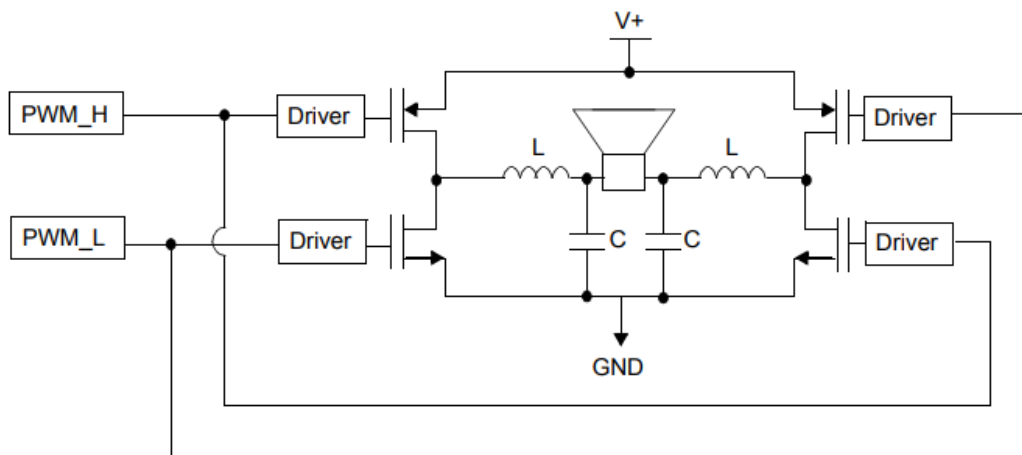 V+
PWM_H
Driver
Driver
L
L
PWM_L
Driver
C
C
Driver
GND